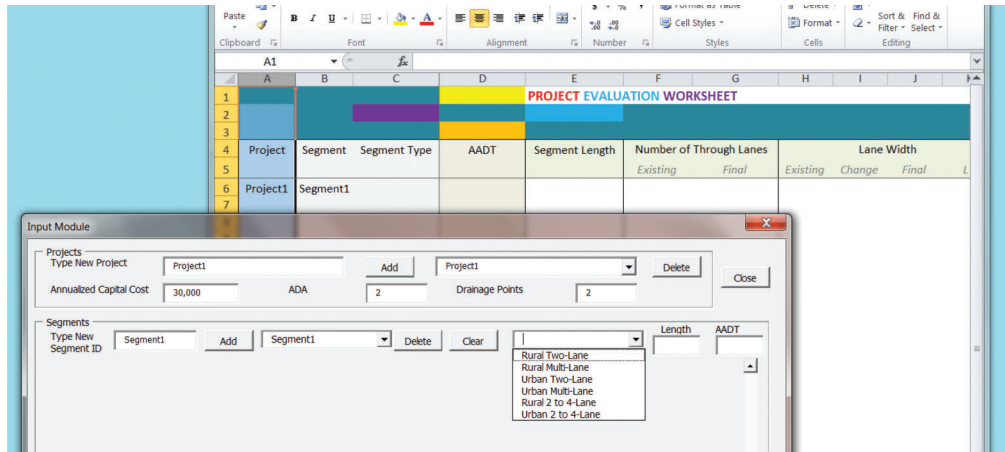 $ % , Format as Table Delete
Paste B I U A Cell Styles Format Sort & Find &
Filter Select
Clipboard Font Alignment Number Styles Cells Editing
A1 fx
A B C D E F G H I J
1 PROJECT EVALUATION WORKSHEET
2
3
4 Project Segment Segment Type AADT Segment Length Number of Through Lanes Lane Width
5 Existing Final Existing Change Final L
6 Project1 Segment1
7
Input Module X
Projects
Type New Project Project1 Add Project1 Delete Close
Annualized Capital Cost 30,000 ADA 2 Drainage Points 2
Segments
Type New Segment ID Segment1 Add Segment1 Delete Clear Length AADT
Rural Two-Lane
Rural Multi-Lane
Urban Two-Lane
Urban Multi-Lane
Rural 2 to 4-Lane
Urban 2 to 4-Lane